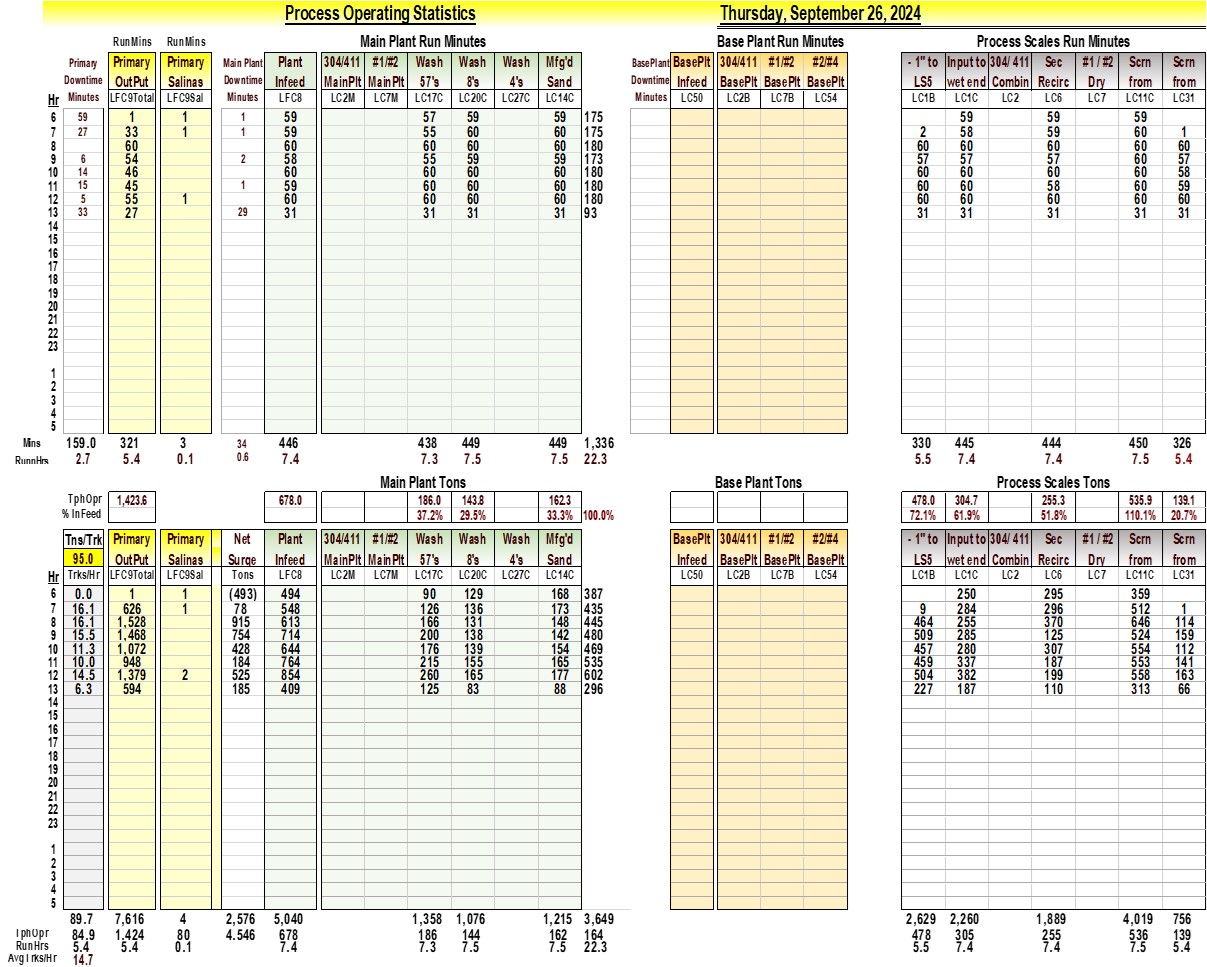 Process Operating Statistics Thursday, September 26, 2024
RunMins RunMins Main Plant Run Minutes Base Plant Run Minutes Process Scales Run Minutes
Primary Primary Primary Main Plant Plant 304/411 #1/#2 Wash Wash Wash Mfg'd BasePlant BasePlt 304/411 #1/#2 #2/#4 - 1" to Input to 304/ 411 Sec #1 / #2 Scrn Scrn
Downtime OutPut Salinas Downtime Infeed MainPlt MainPlt 57's 8's 4's Sand Downtime Infeed BasePlt BasePlt BasePlt LS5 wet end Combin Recirc Dry from from
Hr Minutes LFC9Total LFC9Sal Minutes LFC8 LC2M LC7M LC17C LC20C LC27C LC14C Minutes LC50 LC2B LC7B LC54 LC1B LC1C LC2 LC6 LC7 LC11C LC31
6 59 1 1 1 59 57 59 59 175 59 59 59
7 27 33 1 1 59 55 60 60 175 2 58 59 60 1
8 60 60 60 60 60 180 60 60 60 60 60
9 6 54 2 58 55 59 59 173 57 57 57 60 57
10 14 46 60 60 60 60 180 60 60 60 60 58
11 15 45 1 59 60 60 60 180 60 60 58 60 59
12 5 55 1 60 60 60 60 180 60 60 60 60 60
13 33 27 29 31 31 31 31 93 31 31 31 31 31
14
15
16
17
18
19
20
21
22
23
1
2
3
4
5
Mins 159.0 321 3 34 446 438 449 449 1,336 330 445 444 450 326
RunnHrs 2.7 5.4 0.1 0.6 7.4 7.3 7.5 7.5 22.3 5.5 7.4 7.4 7.5 5.4
Main Plant Tons Base Plant Tons Process Scales Tons
TphOpr 1,423.6 678.0 186.0 143.8 162.3 478.0 304.7 255.3 535.9 139.1
% InFeed 37.2% 29.5% 33.3% 100.0% 72.1% 61.9% 51.8% 110.1% 20.7%
Tns/Trk Primary Primary Net Plant 304/411 #1/#2 Wash Wash Wash Mfg'd BasePlt 304/411 #1/#2 #2/#4 - 1" to Input to 304/ 411 Sec #1 / #2 Scrn Scrn
95.0 OutPut Salinas Surge Infeed MainPlt MainPlt 57's 8's 4's Sand Infeed BasePlt BasePlt BasePlt LS5 wet end Combin Recirc Dry from from
Hr Trks/Hr LFC9Total LFC9Sal Tons LFC8 LC2M LC7M LC17C LC20C LC27C LC14C LC50 LC2B LC7B LC54 LC1B LC1C LC2 LC6 LC7 LC11C LC31
6 0.0 1 1 (493) 494 90 129 168 387 250 295 359
7 16.1 626 1 78 548 126 136 173 435 9 284 296 512 1
8 16.1 1,528 915 613 166 131 148 445 464 255 370 646 114
9 15.5 1,468 754 714 200 138 142 480 509 285 125 524 159
10 11.3 1,072 428 644 176 139 154 469 457 280 307 554 112
11 10.0 948 184 764 215 155 165 535 459 337 187 553 141
12 14.5 1,379 2 525 854 260 165 177 602 504 382 199 558 163
13 6.3 594 185 409 125 83 88 296 227 187 110 313 66
14
15
16
17
18
19
20
21
22
23
1
2
3
4
5
89.7 7,616 4 2,576 5,040 1,358 1,076 1,215 3,649 2,629 2,260 1,889 4,019 756
TphOpr 84.9 1,424 80 4.546 678 186 144 162 164 478 305 255 536 139
RunHrs 5.4 5.4 0.1 7.4 7.3 7.5 7.5 22.3 5.5 7.4 7.4 7.5 5.4
AvgTrks/Hr 14.7